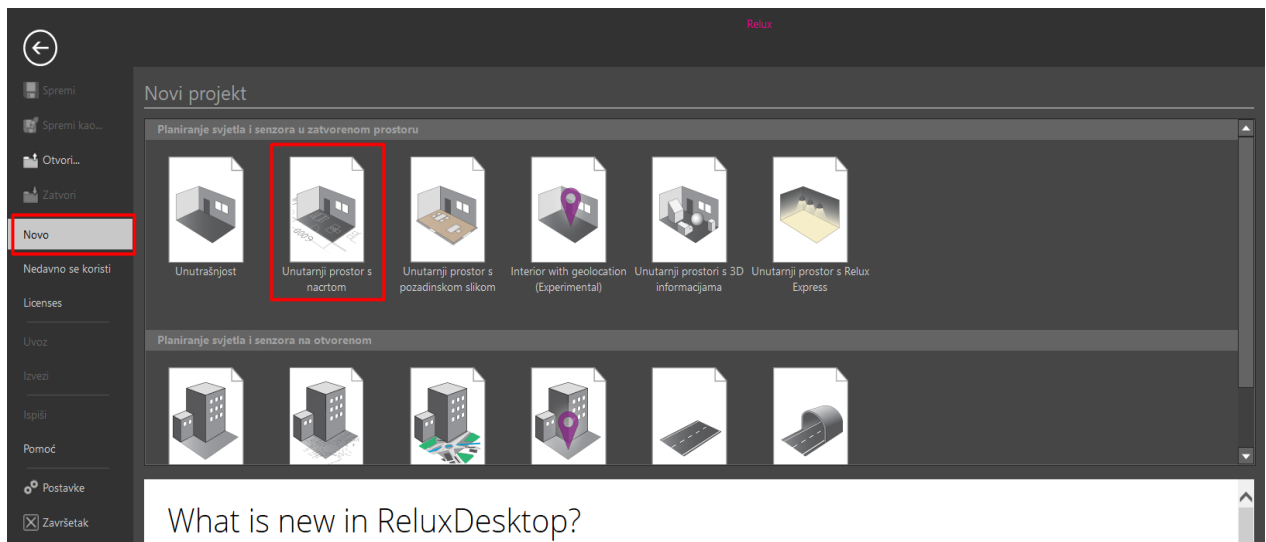 Relux
Spremi
Spremi kao...
Otvori...
Zatvori
Novo
Nedavno se koristi
Licenses
Uvoz
Izvezi
Ispiši
Pomoć
Postavke
Završetak
Novi projekt
Planiranje svjetla i senzora u zatvorenom prostoru
Unutrašnjost
Unutarnji prostor s
nacrtom
Unutarnji prostor s
pozadinskom slikom
Interior with geolocation
(Experimental)
Unutarnji prostori s 3D
informacijama
Unutarnji prostor s Relux
Express
Planiranje svjetla i senzora na otvorenom
What is new in ReluxDesktop?